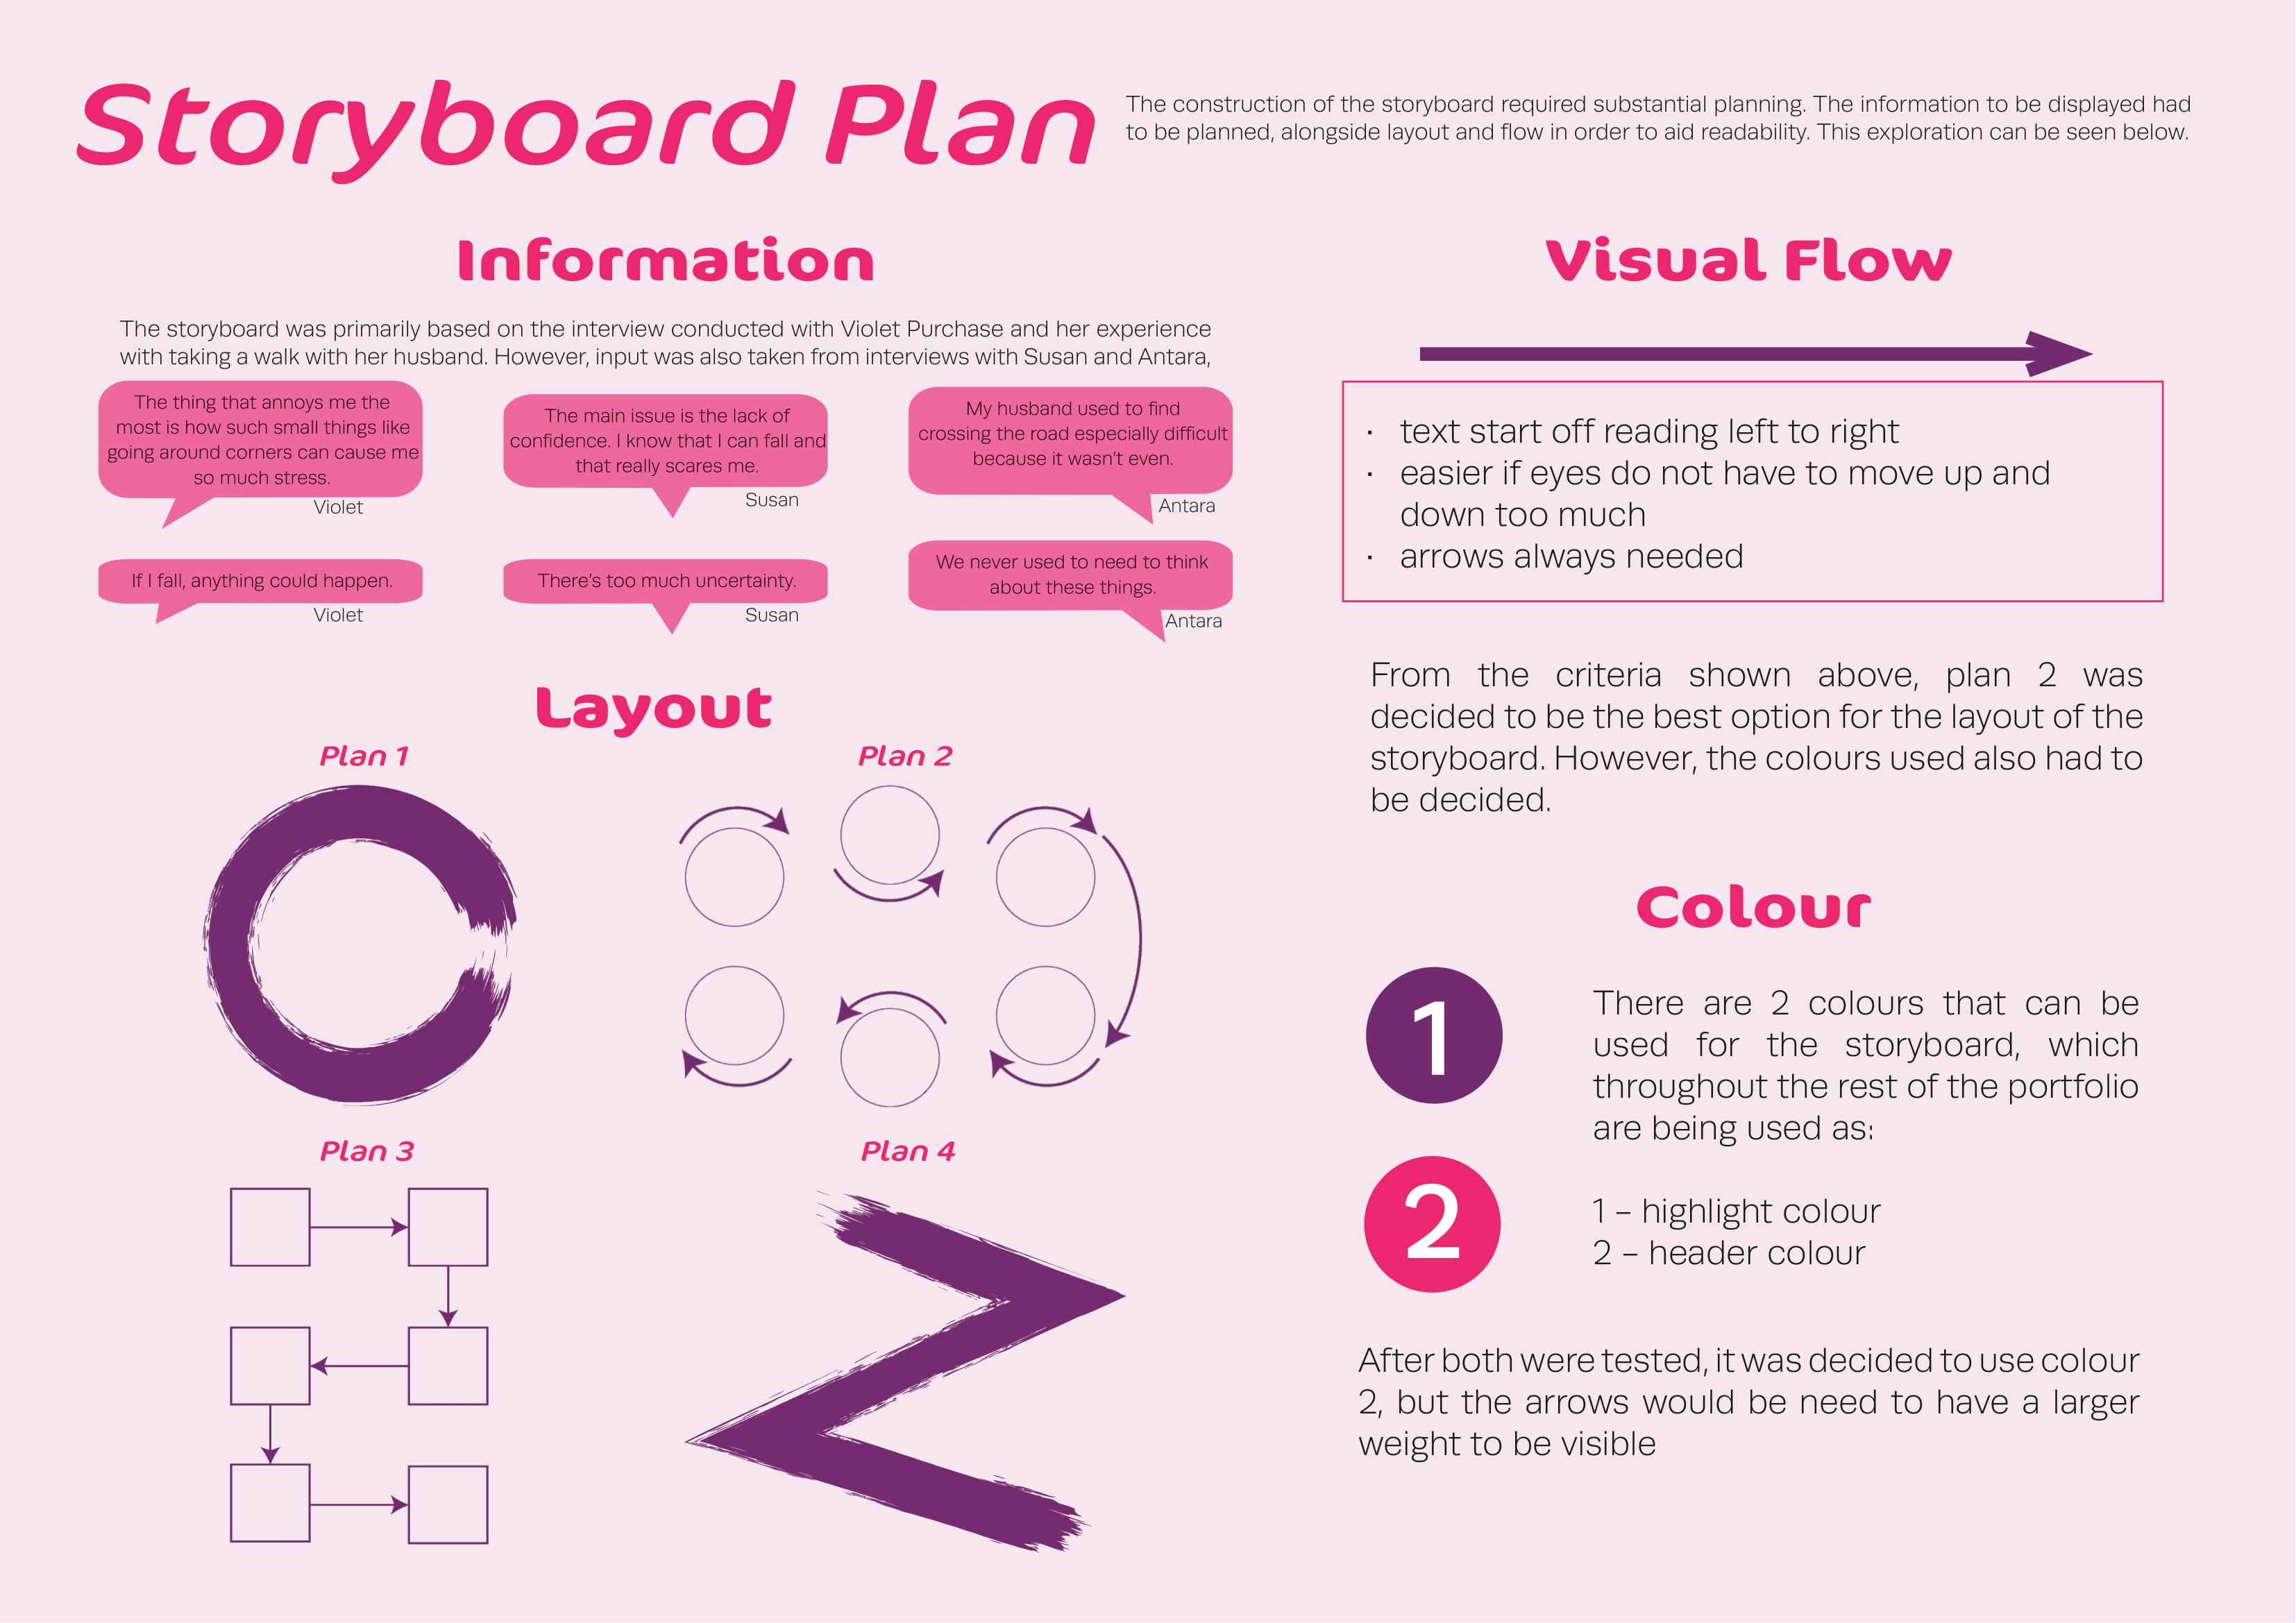 Storyboard Plan
The construction of the storyboard required substantial planning. The information to be displayed had
to be planned, alongside layout and flow in order to aid readability. This exploration can be seen below.
Information
The storyboard was primarily based on the interview conducted with Violet Purchase and her experience
with taking a walk with her husband. However, input was also taken from interviews with Susan and Antara,
The thing that annoys me the
most is how such small things like
going around corners can cause me
so much stress.
Violet
The main issue is the lack of
confidence. I know that I can fall and
that really scares me.
Susan
My husband used to find
crossing the road especially difficult
because it wasn't even.
Antara
If I fall, anything could happen.
Violet
There's too much uncertainty.
Susan
We never used to need to think
about these things.
Antara
Layout
Plan 1
Plan 2
Plan 3
Plan 4
Visual Flow
· text start off reading left to right
· easier if eyes do not have to move up and
down too much
· arrows always needed
From the criteria shown above, plan 2 was
decided to be the best option for the layout of the
storyboard. However, the colours used also had to
be decided.
Colour
1
2
There are 2 colours that can be
used for the storyboard, which
throughout the rest of the portfolio
are being used as:
1 – highlight colour
2 – header colour
After both were tested, it was decided to use colour
2, but the arrows would be need to have a larger
weight to be visible